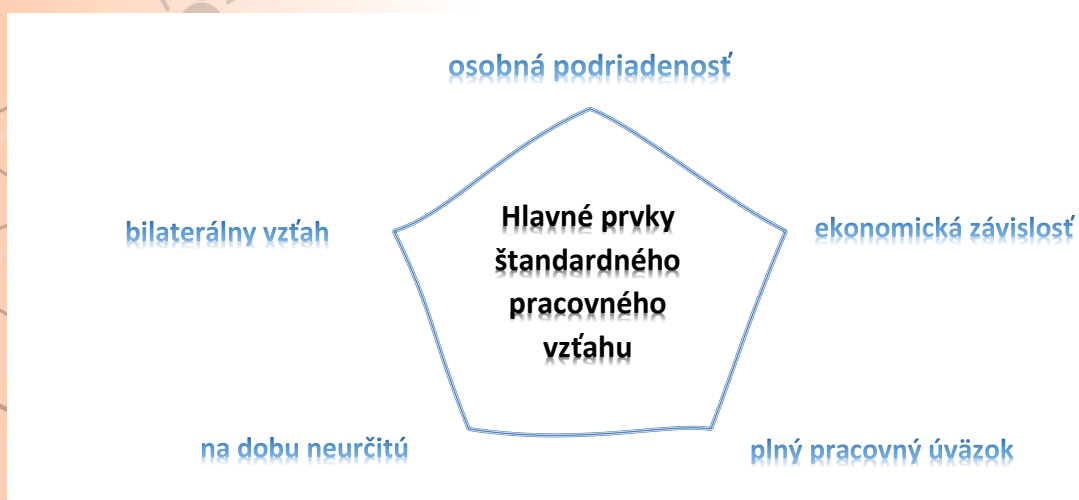 osobná podriadenosť
bilaterálny vzťah
Hlavné prvky
štandardného
pracovného
vzťahu
ekonomická závislosť
na dobu neurčitú
plný pracovný úväzok